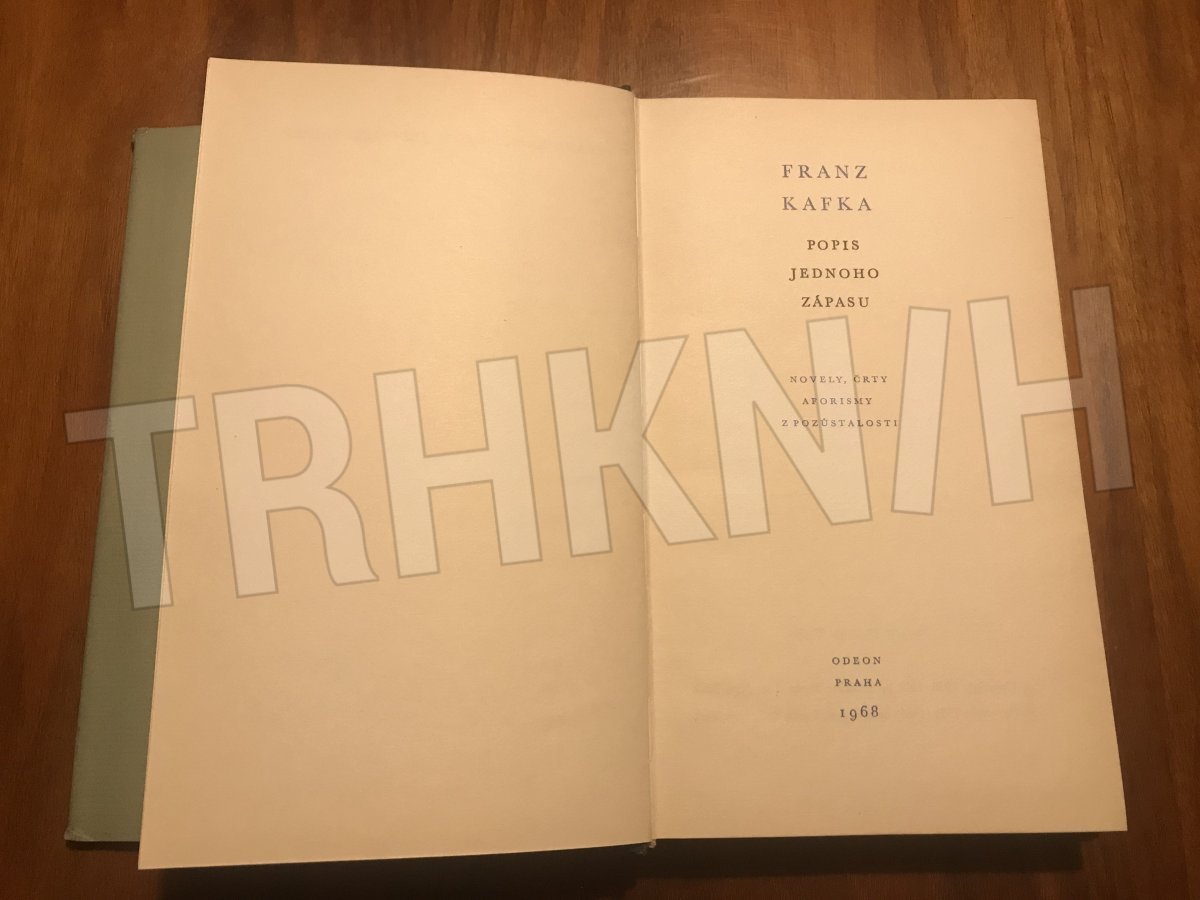 FRANZ
KAFKA
POPIS
JEDNOHO
ZÁPASU
NOVELY, ČRTY
AFORISMY
Z POZŮSTALOSTI
TRHKNIH
ODEON
PRAHA
1968